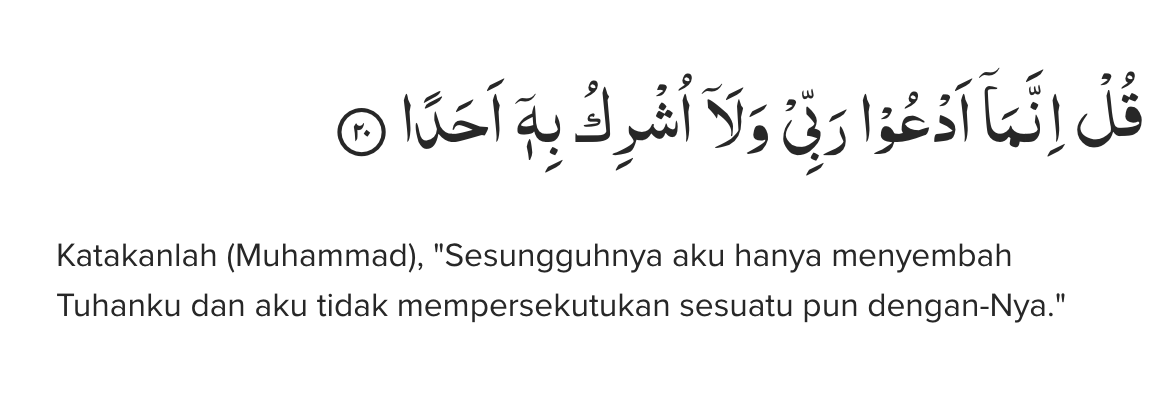 قُلْ اِنَّمَآ اَدْعُوْا رَبِّيْ وَلَآ اُشْرِكُ بِهٖٓ اَحَدًا ۝٢٠
Katakanlah (Muhammad), "Sesungguhnya aku hanya menyembah
Tuhanku dan aku tidak mempersekutukan sesuatu pun dengan-Nya."